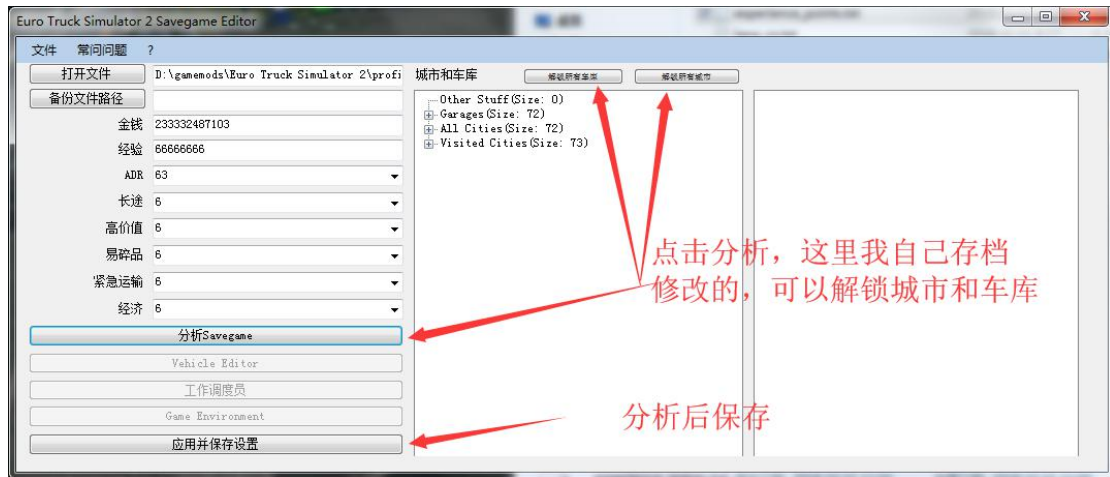 Euro Truck Simulator 2 Savegame Editor
文件 常问问题 ?
打开文件 D:\gamemods\Euro Truck Simulator 2\profi
备份文件路径
金钱 233332487103
经验 66666666
ADR 63
长途 6
高价值 6
易碎品 6
紧急运输 6
经济 6
分析Savegame
Vehicle Editor
工作调度员
Game Environment
应用并保存设置
城市和车库 解锁所有车库 解锁所有城市
Other Stuff(Size: 0)
Garages(Size: 72)
All Cities(Size: 72)
Visited Cities(Size: 73)
点击分析，这里我自己存档
修改的，可以解锁城市和车库
分析后保存